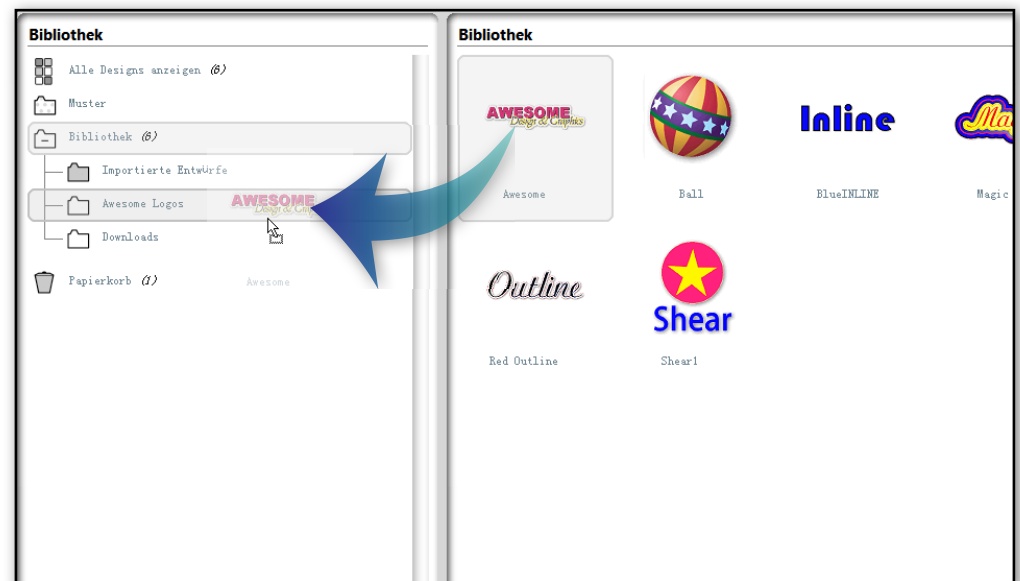 Bibliothek
Alle Designs anzeigen (6)
Muster
Bibliothek (6)
Importierte Entwürfe
Awesome Logos
AWESOME
Downloads
Papierkorb (1)
Awesome
Bibliothek
AWESOME
Design & Graphics
Inline
Awesome
Ball
BlueINLINE
Magic
Outline
Shear
Red Outline
Shear1